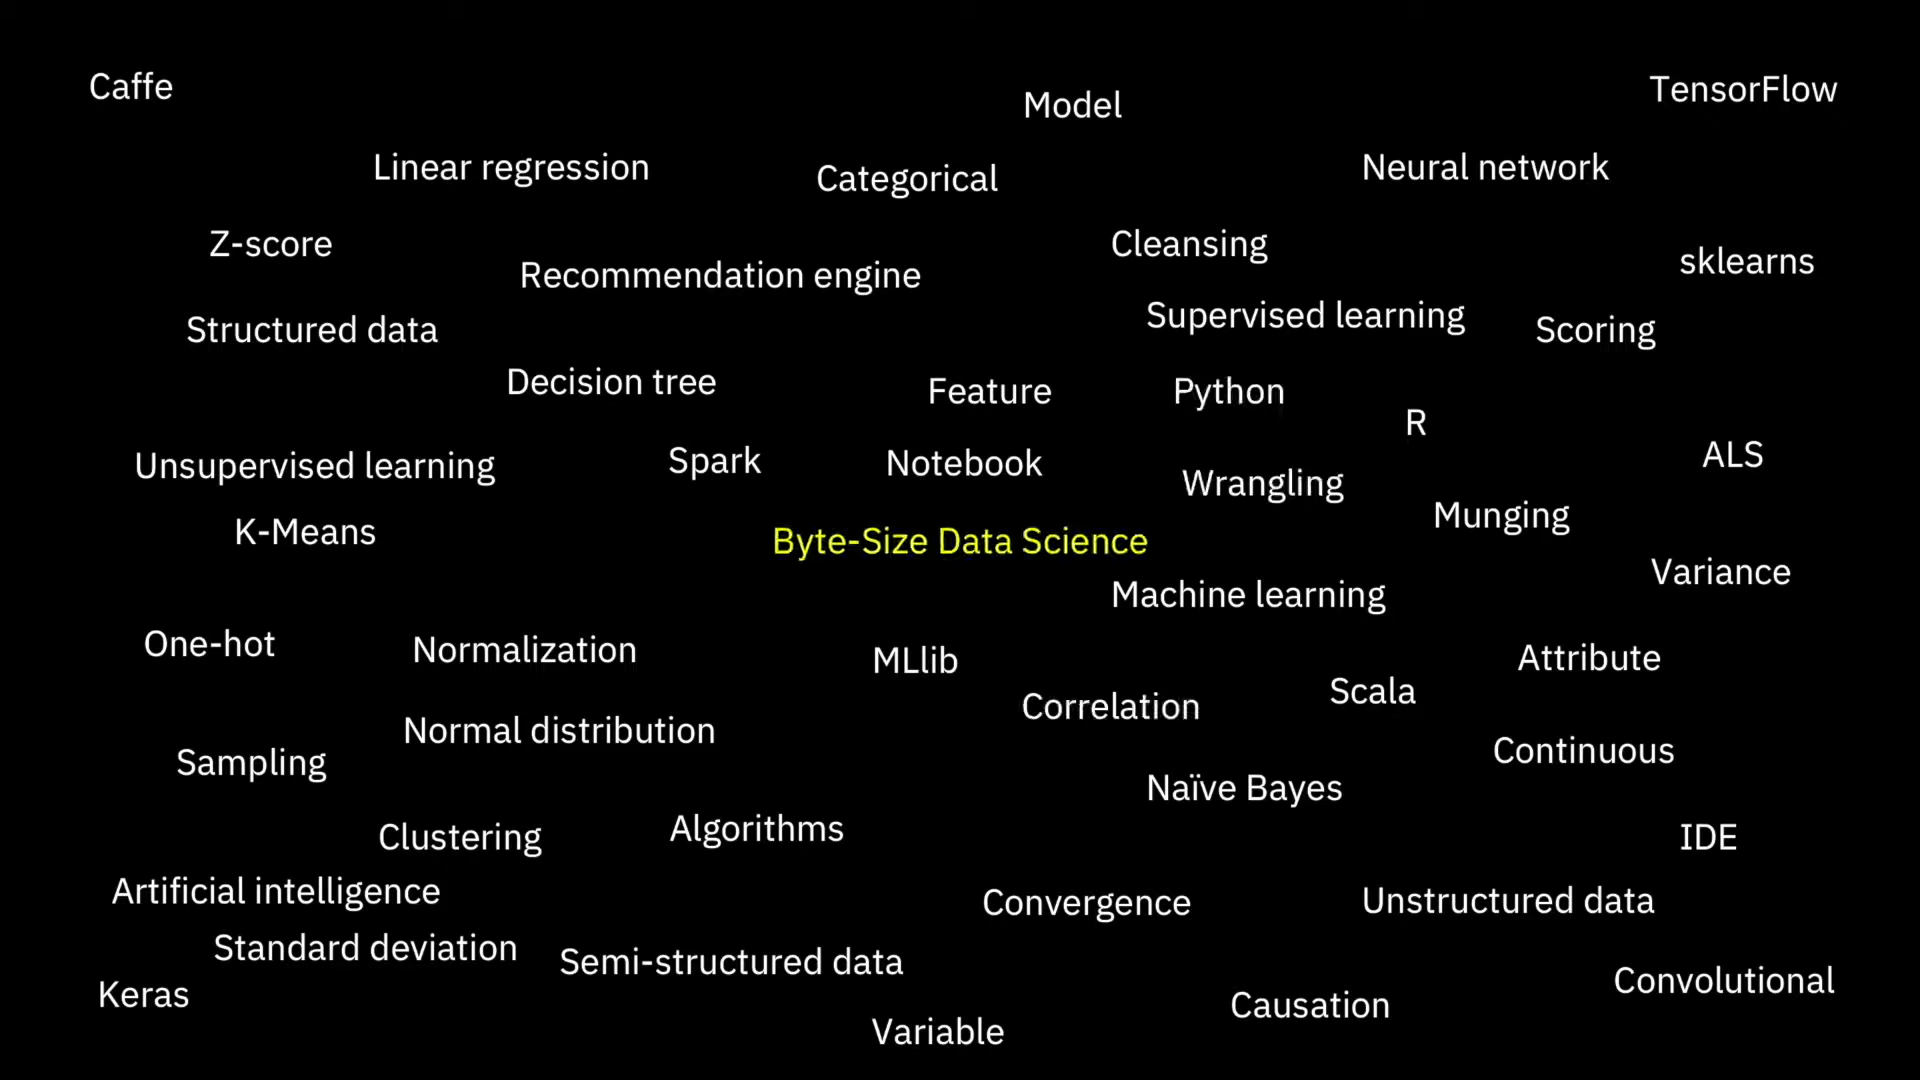 Caffe
Model
TensorFlow
Linear regression
Categorical
Neural network
Z-score
Recommendation engine
Cleansing
sklearns
Structured data
Supervised learning
Scoring
Decision tree
Feature
Python
R
Unsupervised learning
Spark
Notebook
Wrangling
ALS
K-Means
Byte-Size Data Science
Munging
Machine learning
Variance
One-hot
Normalization
MLlib
Attribute
Correlation
Scala
Normal distribution
Sampling
Continuous
Naïve Bayes
Clustering
Algorithms
IDE
Artificial intelligence
Convergence
Unstructured data
Standard deviation
Semi-structured data
Keras
Causation
Convolutional
Variable